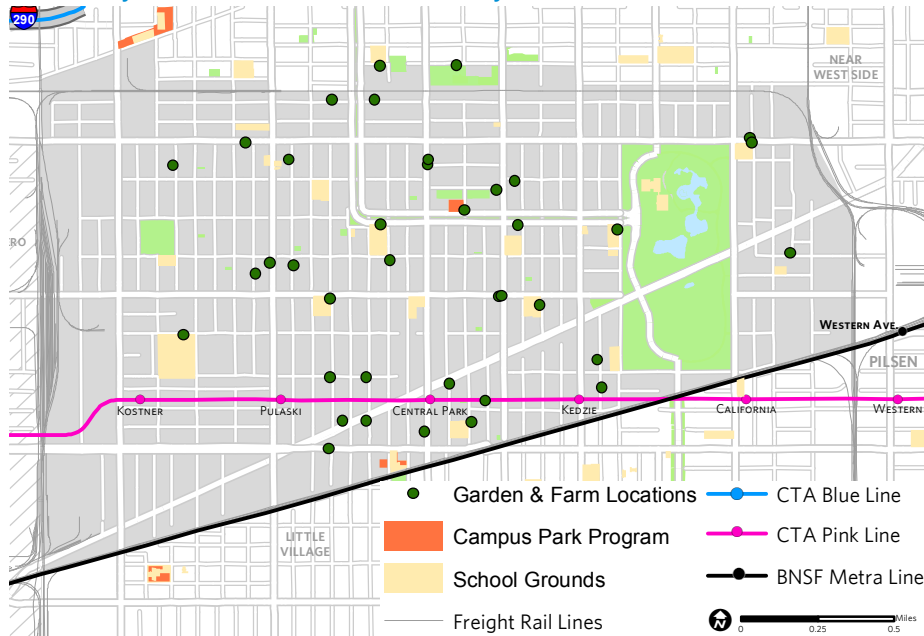 290
NEAR
WEST SIDE
RO
WESTERN AVE.
PILSEN
KOSTNER
PULASKI
CENTRAL PARK
KEDZIE
CALIFORNIA
WESTERN
LITTLE
VILLAGE
Garden & Farm Locations
CTA Blue Line
Campus Park Program
CTA Pink Line
School Grounds
BNSF Metra Line
Freight Rail Lines
N
Miles
0
0.25
0.5